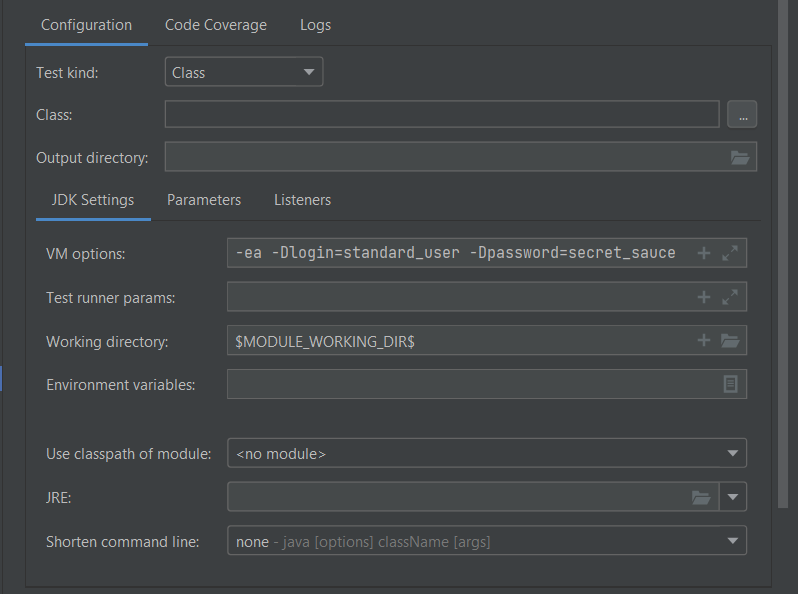 Configuration Code Coverage Logs
Test kind: Class
Class: ...
Output directory:
JDK Settings Parameters Listeners
VM options: -ea -Dlogin=standard_user -Dpassword=secret_sauce
Test runner params:
Working directory: $MODULE_WORKING_DIR$
Environment variables:
Use classpath of module: <no module>
JRE:
Shorten command line: none - java [options] className [args]